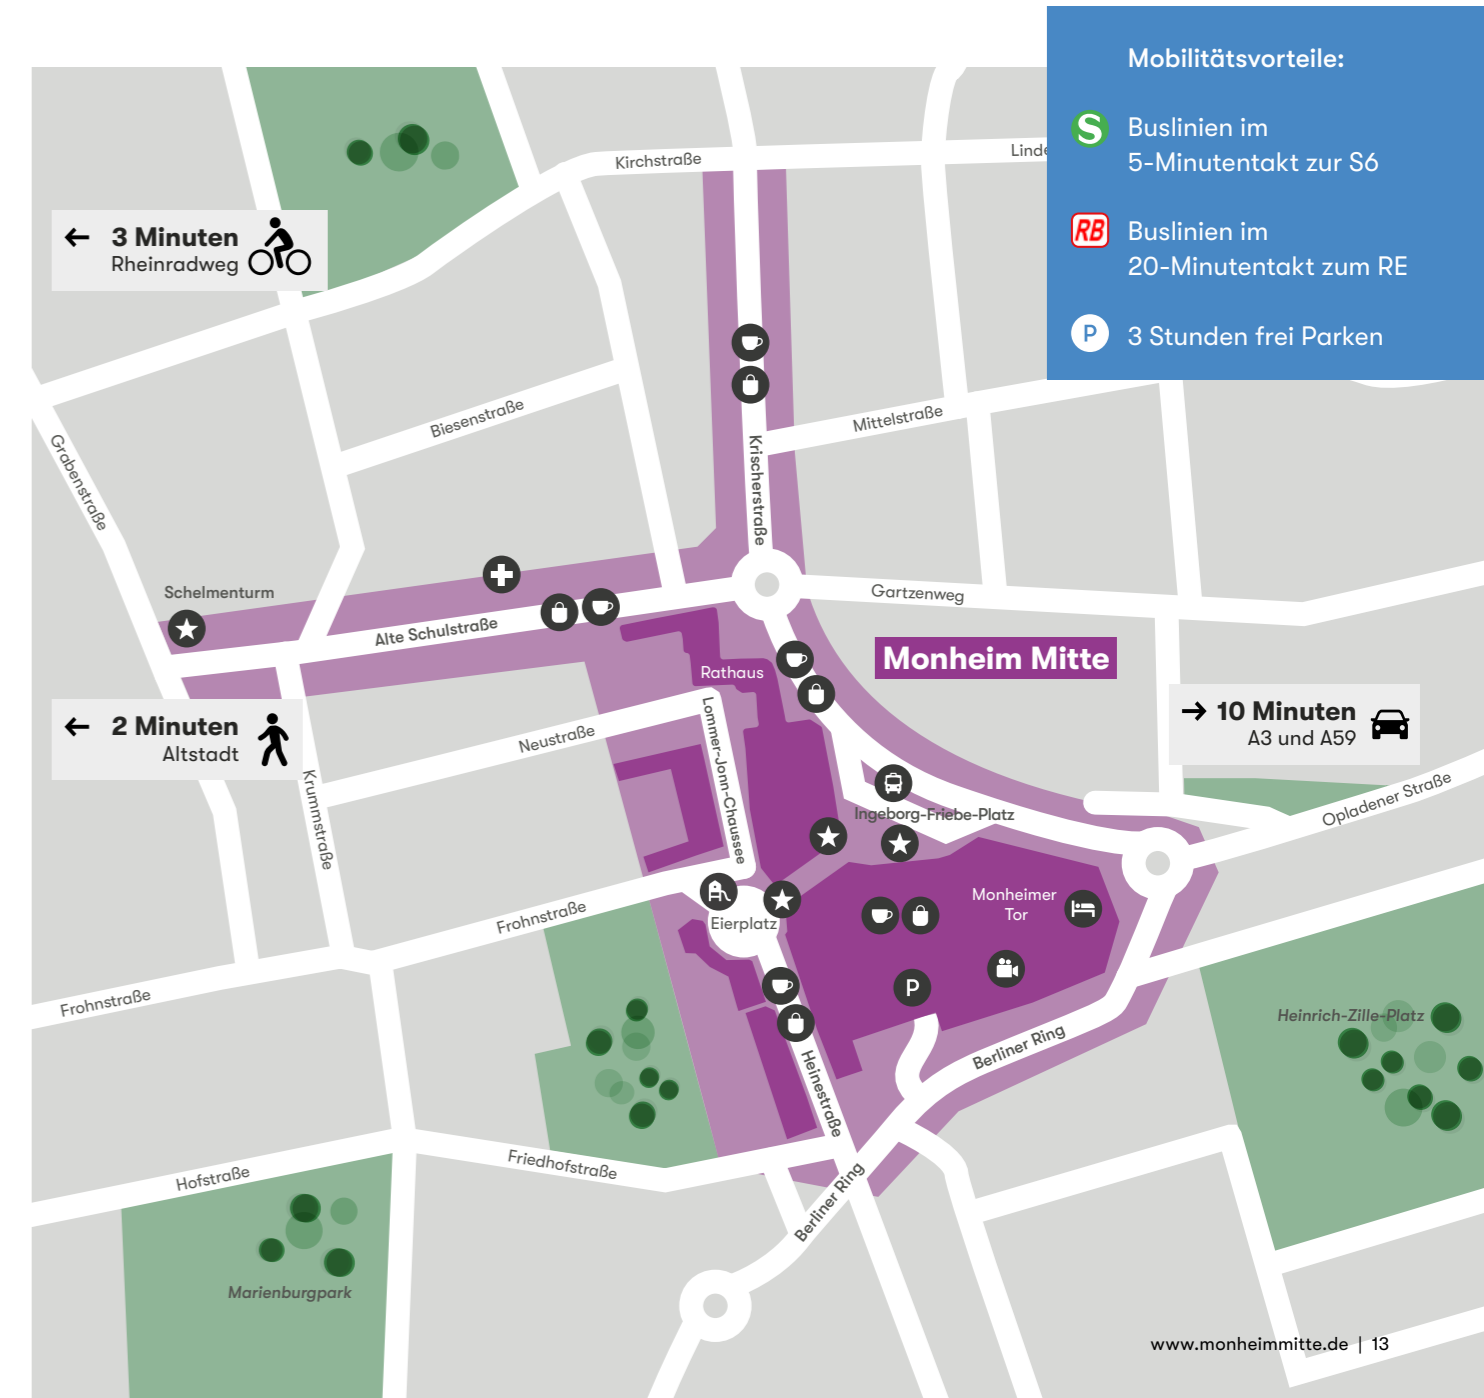 Mobilitätsvorteile:
S
Buslinien im
5-Minutentakt zur S6
RB
Buslinien im
20-Minutentakt zum RE
P
3 Stunden frei Parken
Kirchstraße
Linde
← 3 Minuten
Rheinradweg
Biesenstraße
Mittelstraße
Grabenstraße
Krischerstraße
Schelmenturm
Gartzenweg
Alte Schulstraße
Monheim Mitte
Rathaus
← 2 Minuten
Altstadt
→ 10 Minuten
A3 und A59
Neustraße
Lommer-Jonn-Chaussee
Krummstraße
Ingeborg-Friebe-Platz
Opladener Straße
Monheimer
Tor
Frohnstraße
Eierplatz
P
Frohnstraße
Heinrich-Zille-Platz
Berliner Ring
Heinestraße
Friedhofstraße
Hofstraße
Berliner Ring
Marienburgpark
www.monheimmitte.de | 13